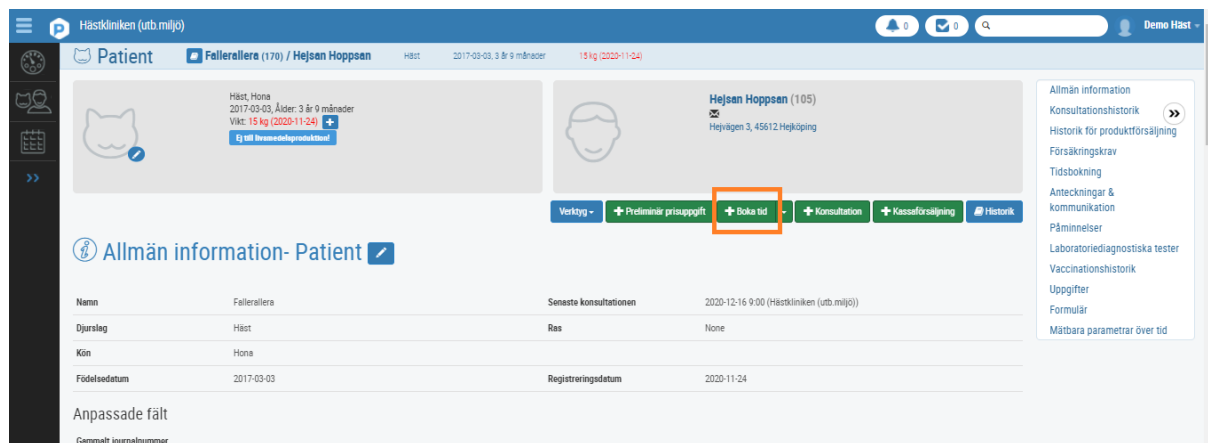 Hästkliniken (utb.miljö)
0
0
Demo Häst
Patient
Fallerallera (170) / Hejsan Hoppsan
Häst
2017-03-03, 3 år 9 månader
15 kg (2020-11-24)
Häst, Hona
2017-03-03, Ålder: 3 år 9 månader
Vikt: 15 kg (2020-11-24)
Ej till livsmedelsproduktion!
Hejsan Hoppsan (105)
Hejvägen 3, 45612 Hejköping
Allmän information
Konsultationshistorik
Historik för produktförsäljning
Försäkringskrav
Tidsbokning
Anteckningar &
kommunikation
Påminnelser
Laboratoriediagnostiska tester
Vaccinationshistorik
Uppgifter
Formulär
Mätbara parametrar över tid
Verktyg
Preliminär prisuppgift
Boka tid
Konsultation
Kassaförsäljning
Historik
Allmän information- Patient
Namn Fallerallera Senaste konsultationen 2020-12-16 9:00 (Hästkliniken (utb.miljö))
Djurslag Häst Ras None
Kön Hona
Födelsedatum 2017-03-03 Registreringsdatum 2020-11-24
Anpassade fält
Gammalt journalnummer